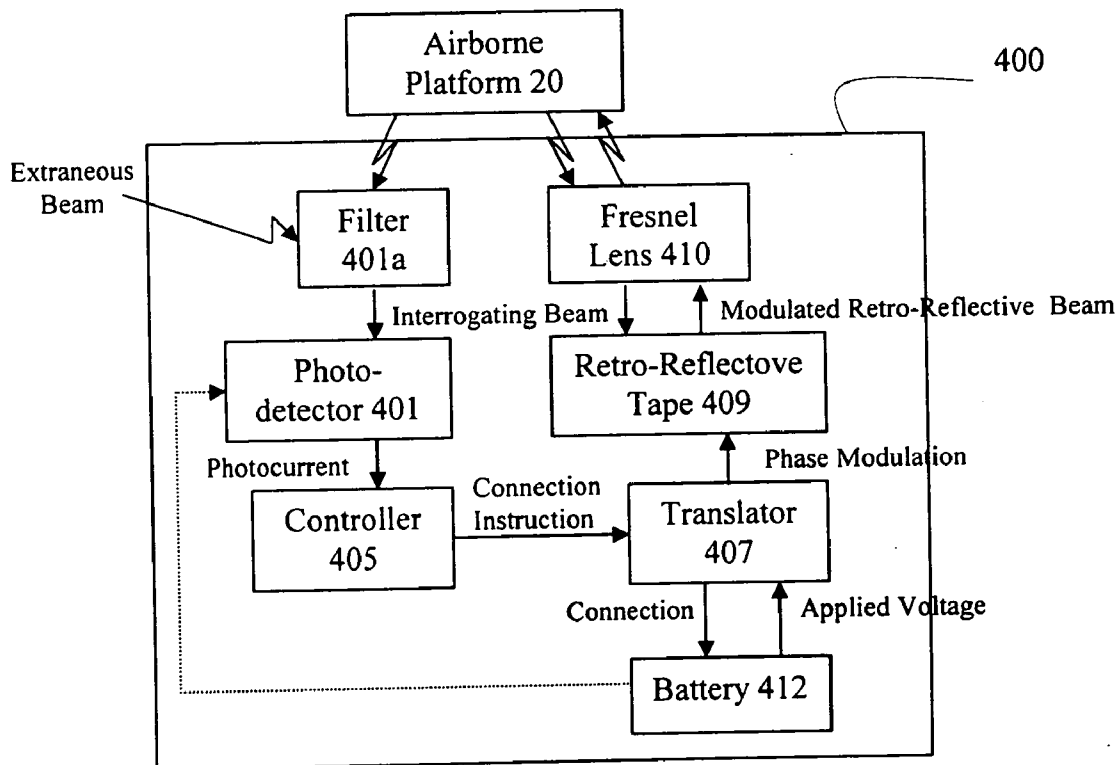 Airborne
Platform 20
400
Extraneous
Beam
Filter
401a
Fresnel
Lens 410
Interrogating Beam
Modulated Retro-Reflective Beam
Photo-
detector 401
Retro-Reflectove
Tape 409
Photocurrent
Phase Modulation
Controller
405
Connection
Instruction
Translator
407
Connection
Applied Voltage
Battery 412